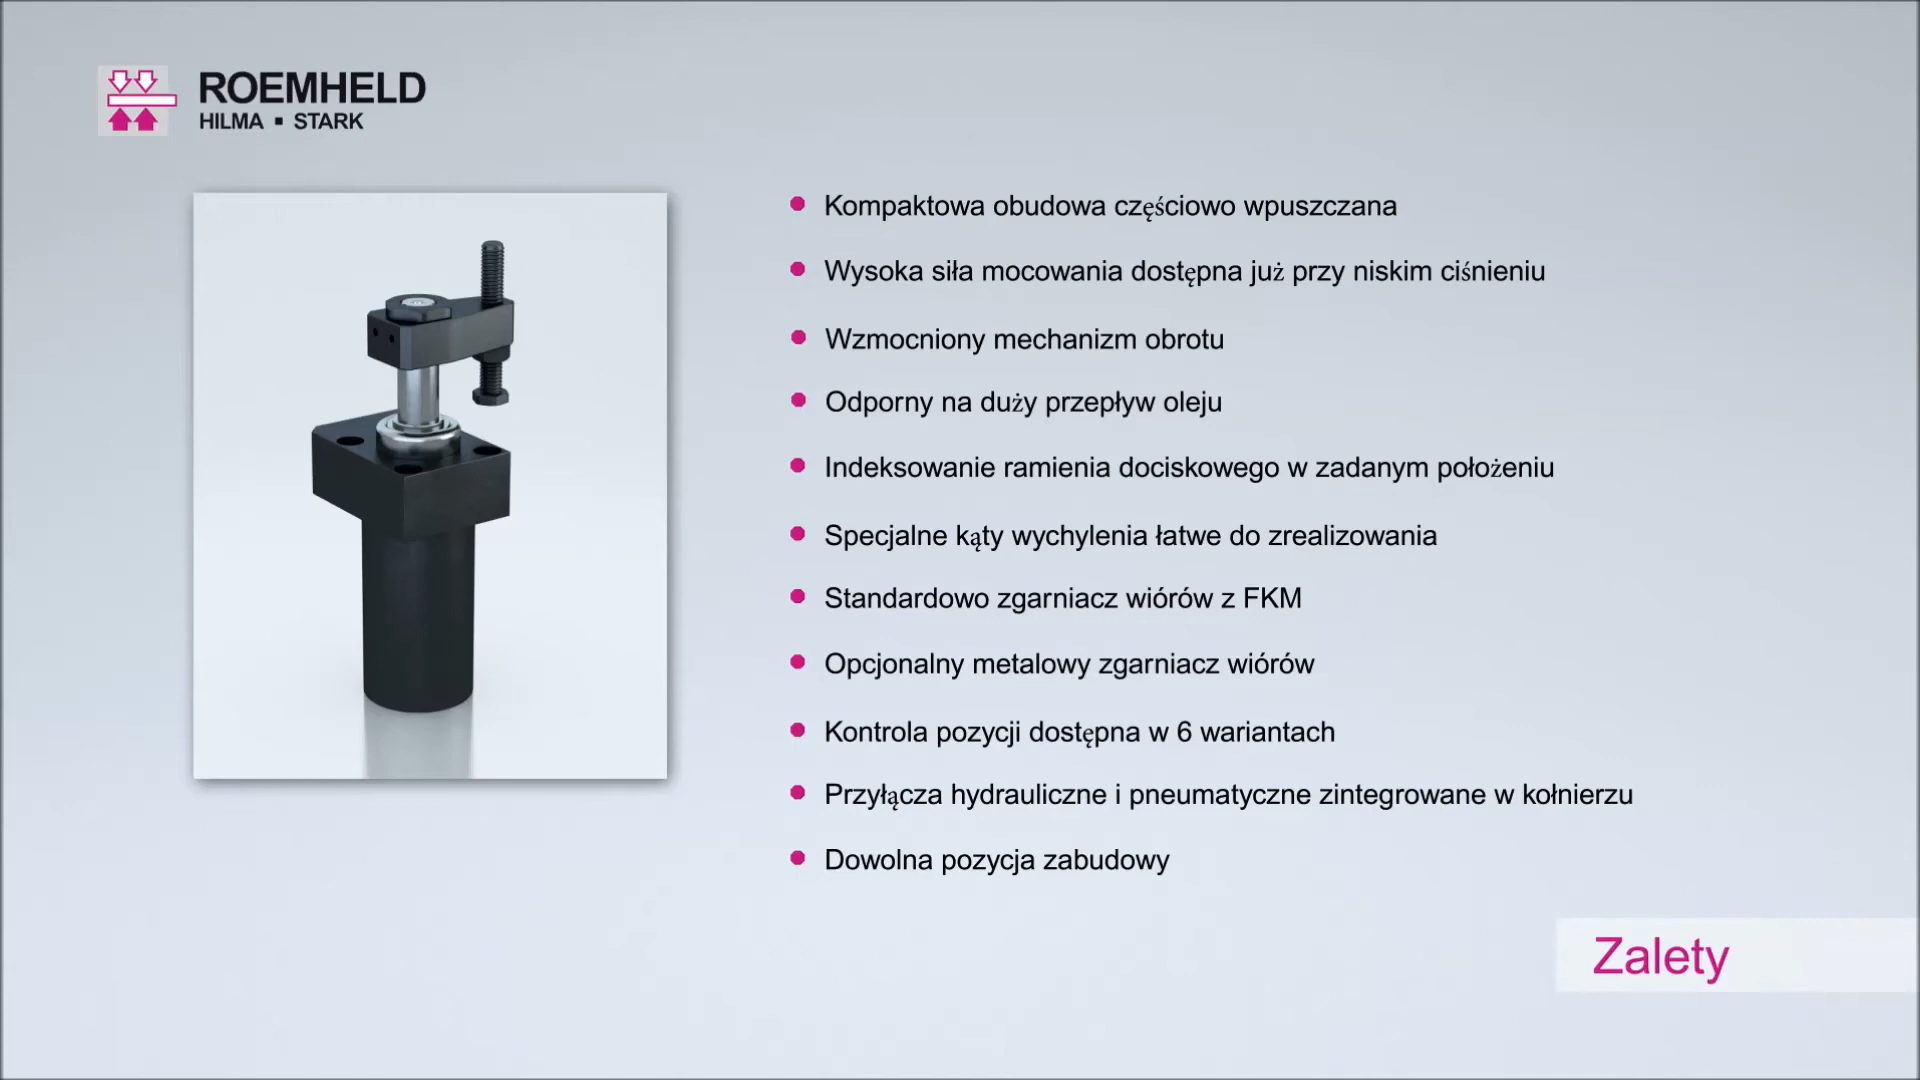 ROEMHELD
HILMA ▪ STARK
Kompaktowa obudowa częściowo wpuszczana
Wysoka siła mocowania dostępna już przy niskim ciśnieniu
Wzmocniony mechanizm obrotu
Odporny na duży przepływ oleju
Indeksowanie ramienia dociskowego w zadanym położeniu
Specjalne kąty wychylenia łatwe do zrealizowania
Standardowo zgarniacz wiórów z FKM
Opcjonalny metalowy zgarniacz wiórów
Kontrola pozycji dostępna w 6 wariantach
Przyłącza hydrauliczne i pneumatyczne zintegrowane w kołnierzu
Dowolna pozycja zabudowy
Zalety